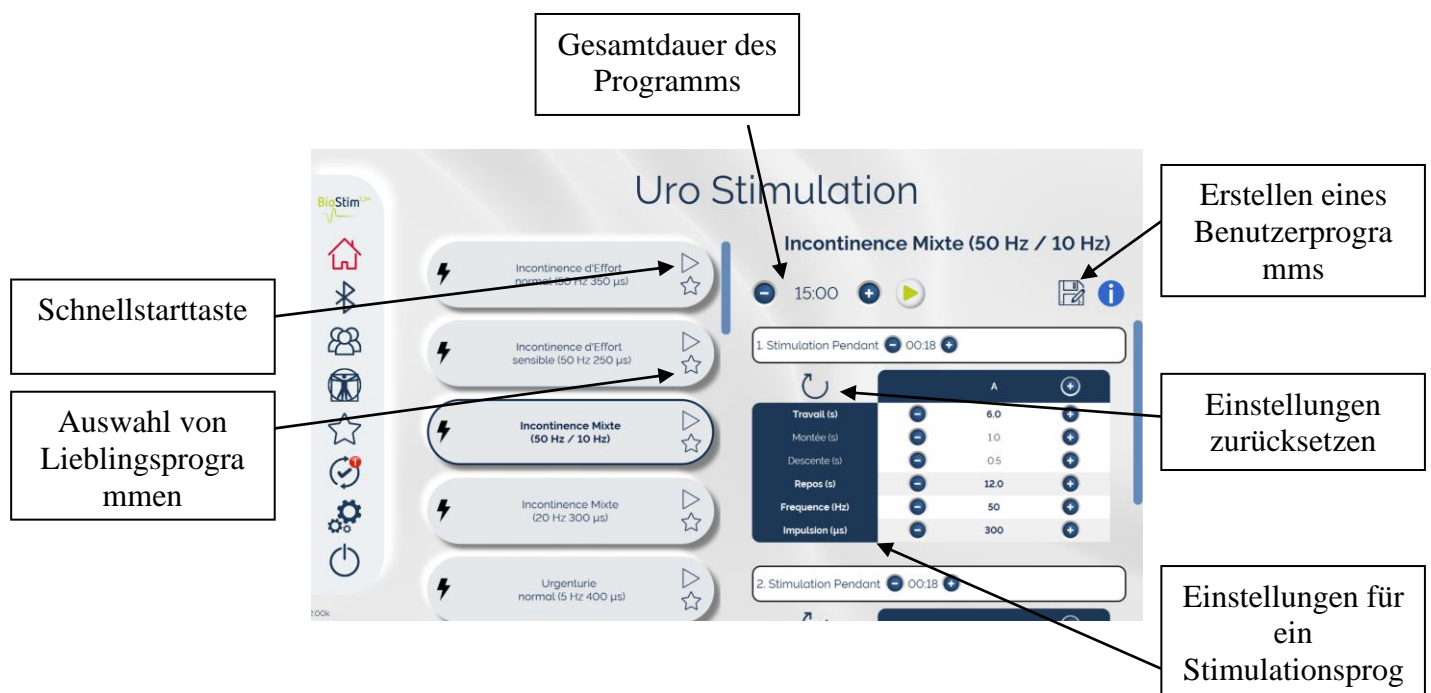 Gesamtdauer des
Programms
Uro Stimulation
BioStim
Erstellen eines
Benutzerprogra
mms
Schnellstarttaste
Auswahl von
Lieblingsprogra
mmen
Incontinence d'Effort
normal (50 Hz 350 µs)
Incontinence d'Effort
sensible (50 Hz 250 µs)
Incontinence Mixte
(50 Hz / 10 Hz)
Incontinence Mixte
(20 Hz 300 µs)
Urgenturie
normal (5 Hz 400 µs)
2.00k
Incontinence Mixte (50 Hz / 10 Hz)
15:00
1. Stimulation Pendant 00:18
A
Travail (s) 6.0
Montée (s) 1.0
Descente (s) 0.5
Repos (s) 12.0
Frequence (Hz) 50
Impulsion (µs) 300
2. Stimulation Pendant 00:18
Einstellungen
zurücksetzen
Einstellungen für
ein
Stimulationsprog